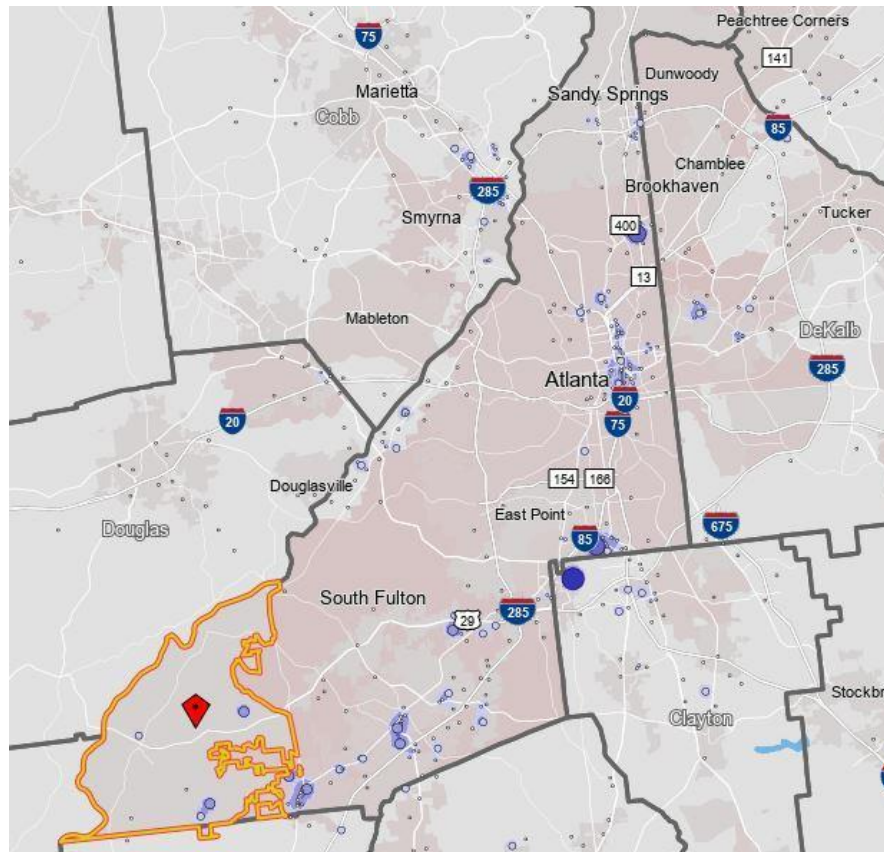 Peachtree Corners
75
141
Dunwoody
Marietta
Sandy Springs
Cobb
85
Chamblee
285
Brookhaven
Smyrna
400
Tucker
13
Mableton
DeKalb
285
Atlanta
20
20
75
154
166
Douglasville
East Point
Douglas
85
675
South Fulton
285
29
Stockbr
Clayton